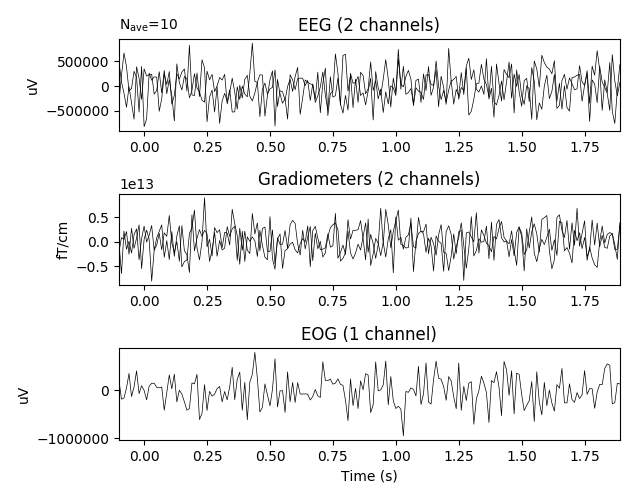 Nave=10
EEG (2 channels)
uV
500000
0
−500000
0.00 0.25 0.50 0.75 1.00 1.25 1.50 1.75
1e13
Gradiometers (2 channels)
fT/cm
0.5
0.0
−0.5
0.00 0.25 0.50 0.75 1.00 1.25 1.50 1.75
EOG (1 channel)
uV
0
−1000000
0.00 0.25 0.50 0.75 1.00 1.25 1.50 1.75
Time (s)